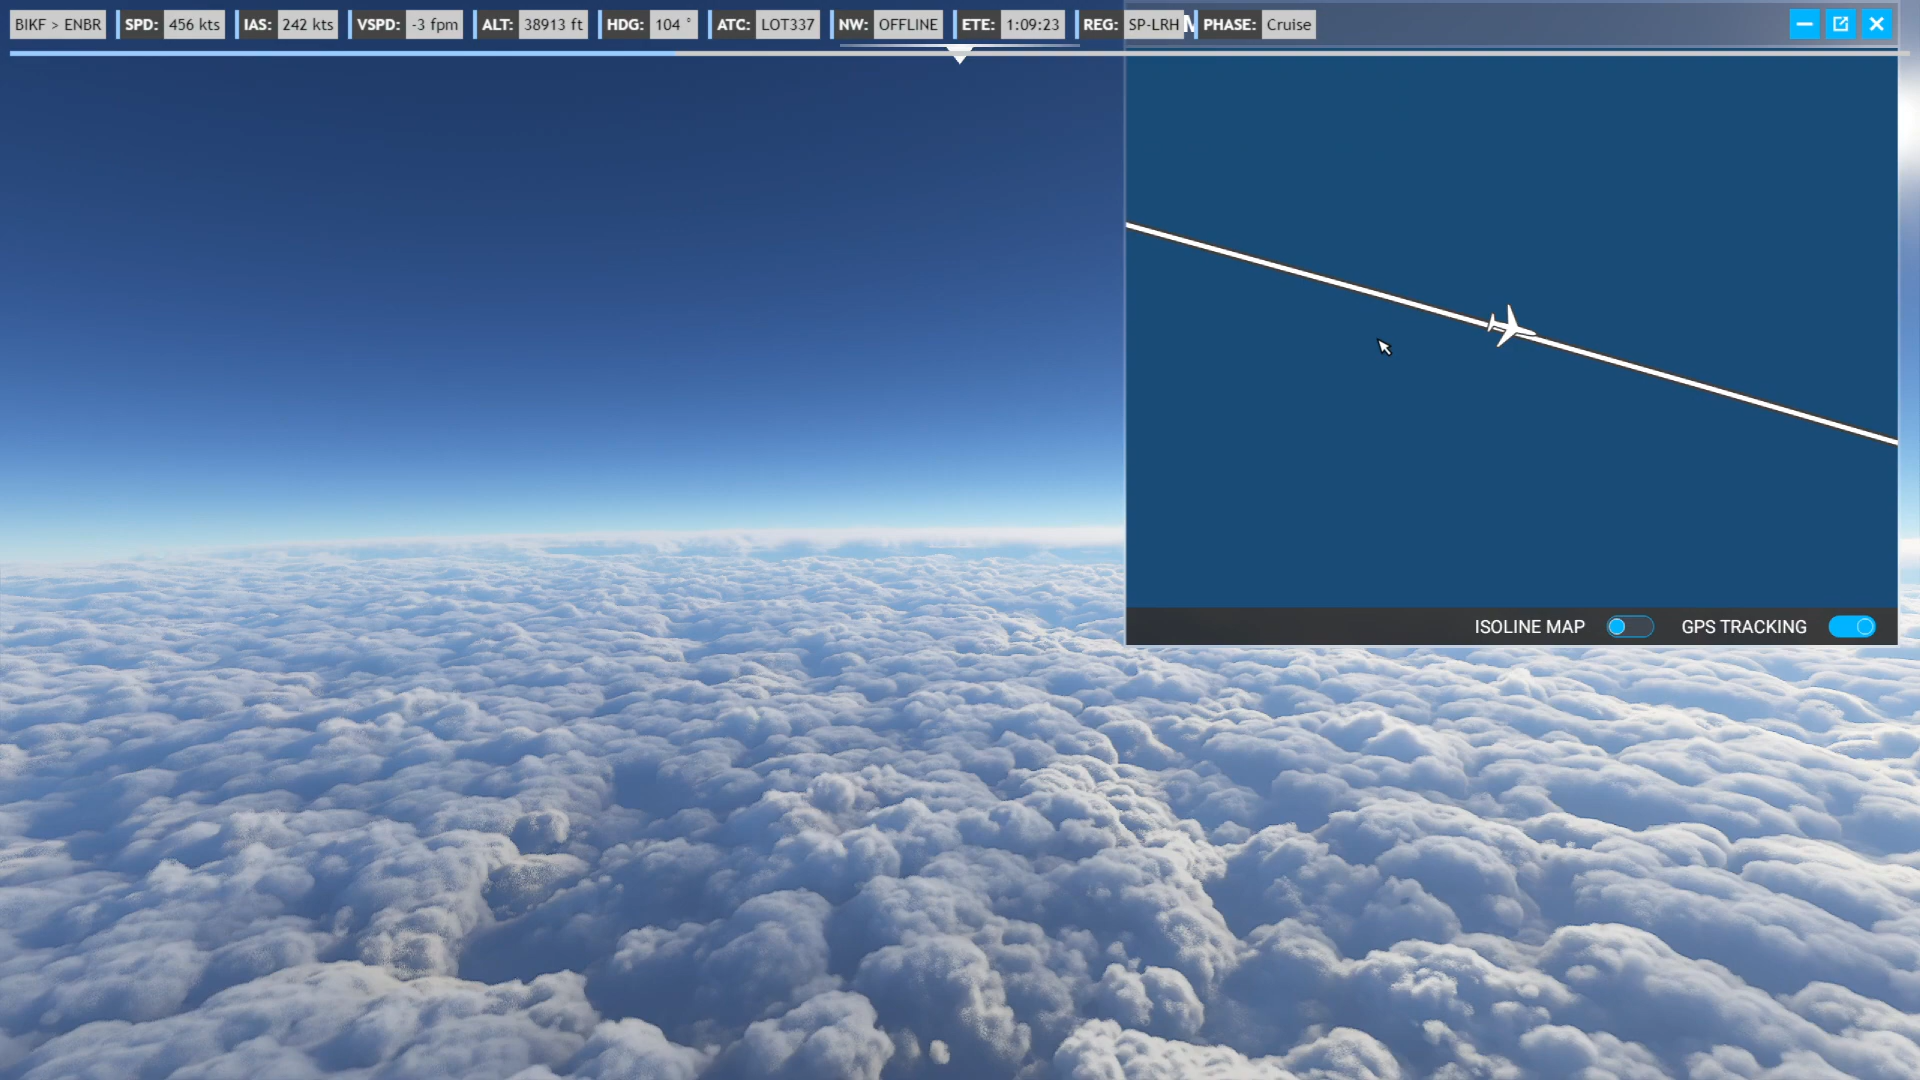 BIKF > ENBR SPD: 456 kts IAS: 242 kts VSPD: -3 fpm ALT: 38913 ft HDG: 104 ° ATC: LOT337 NW: OFFLINE ETE: 1:09:23 REG: SP-LRH PHASE: Cruise
ISOLINE MAP GPS TRACKING